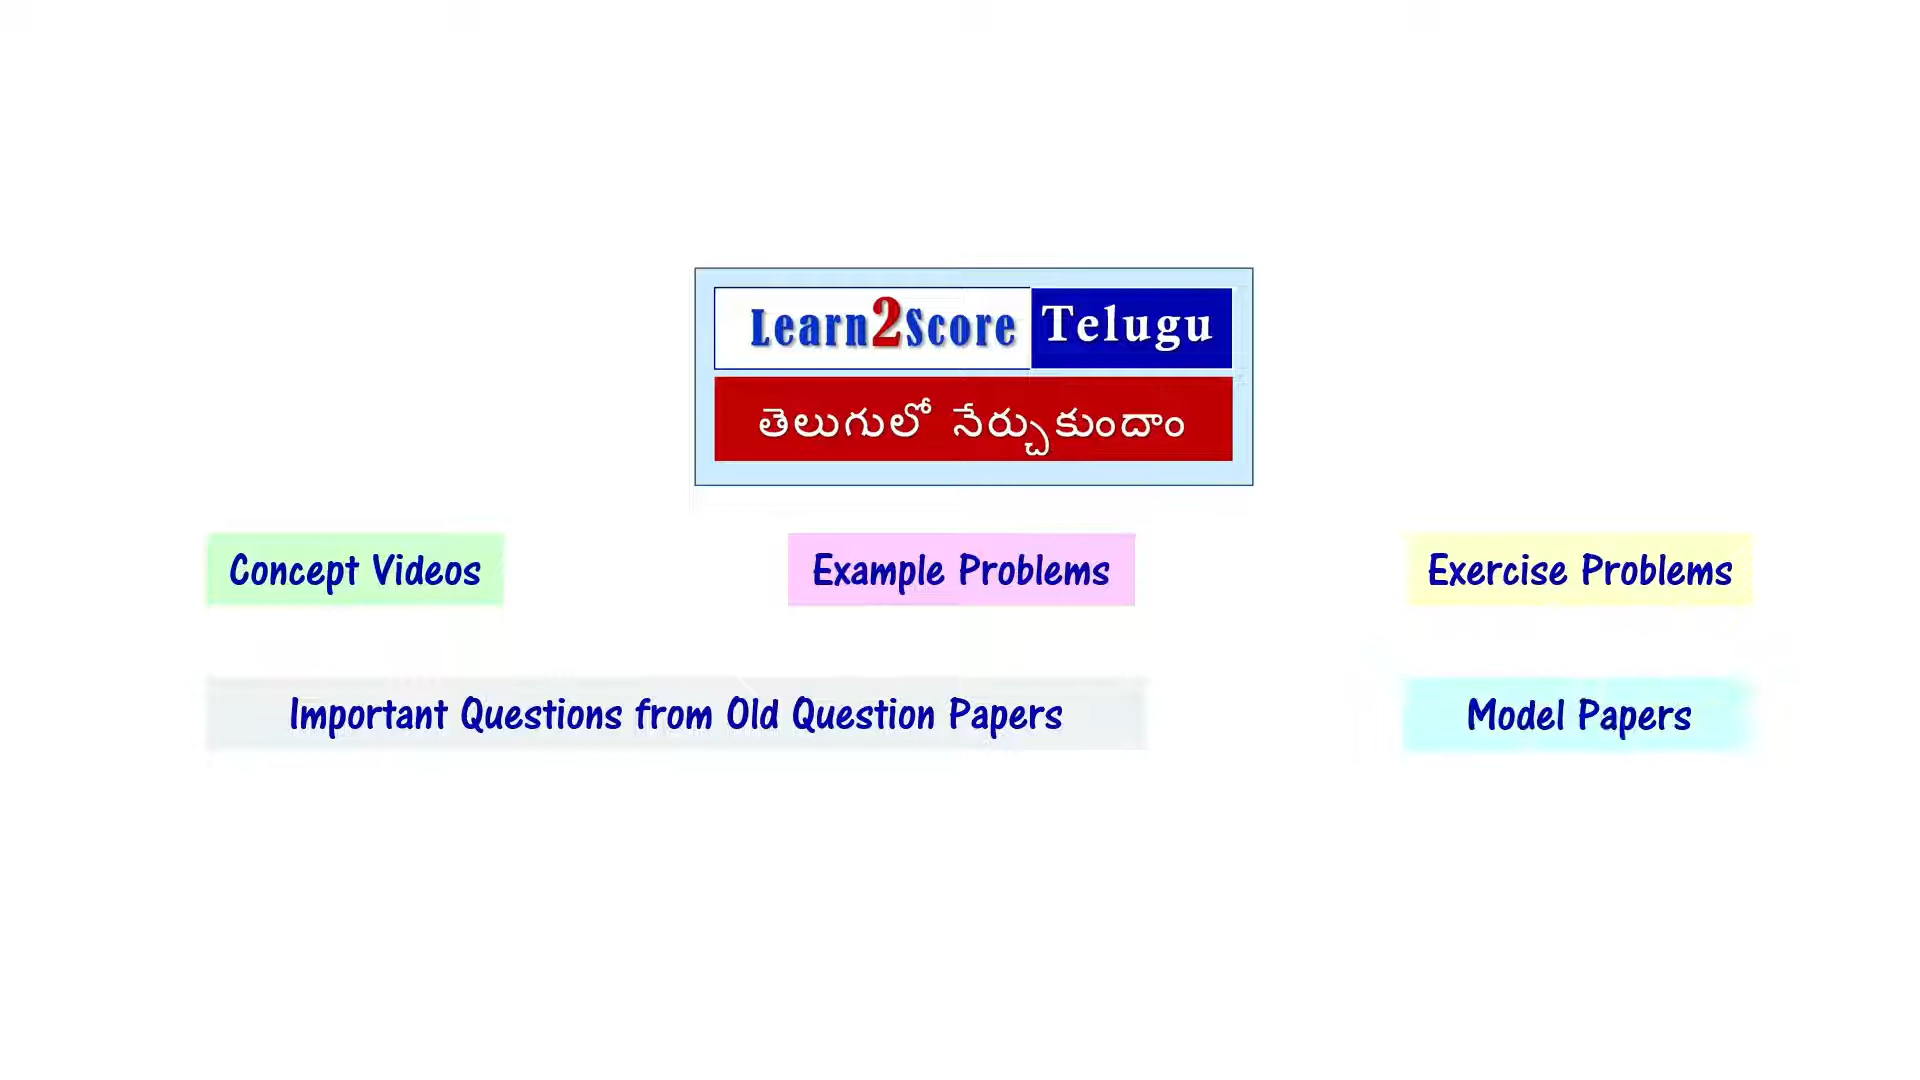 Learn2Score Telugu
తెలుగులో నేర్చుకుందాం
Concept Videos
Example Problems
Exercise Problems
Important Questions from Old Question Papers
Model Papers